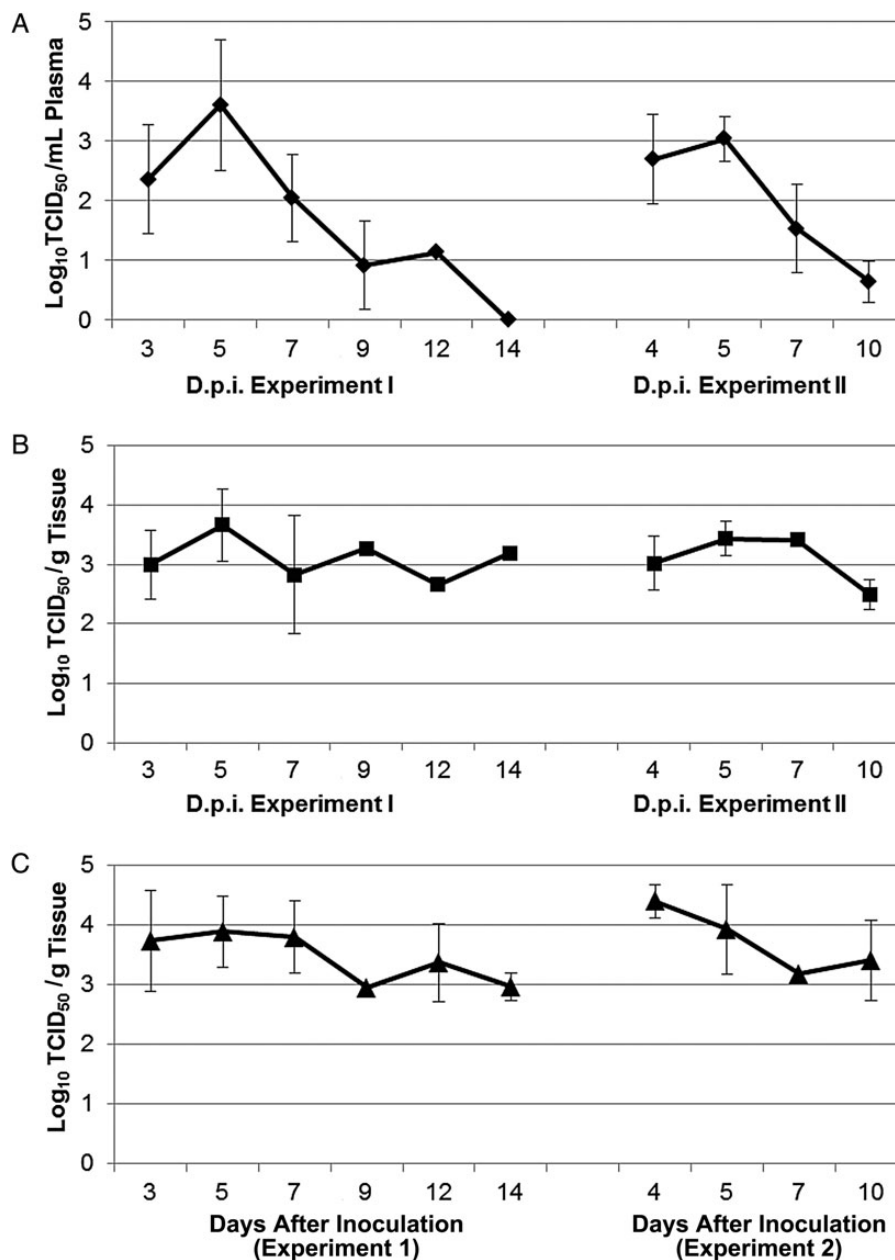 A
Log₁₀TCID₅₀/mL Plasma
5
4
3
2
1
0
3 5 7 9 12 14 4 5 7 10
D.p.i. Experiment I D.p.i. Experiment II
B
Log₁₀ TCID₅₀/g Tissue
5
4
3
2
1
0
3 5 7 9 12 14 4 5 7 10
D.p.i. Experiment I D.p.i. Experiment II
C
Log₁₀ TCID₅₀/g Tissue
5
4
3
2
1
0
3 5 7 9 12 14 4 5 7 10
Days After Inoculation Days After Inoculation
(Experiment 1) (Experiment 2)